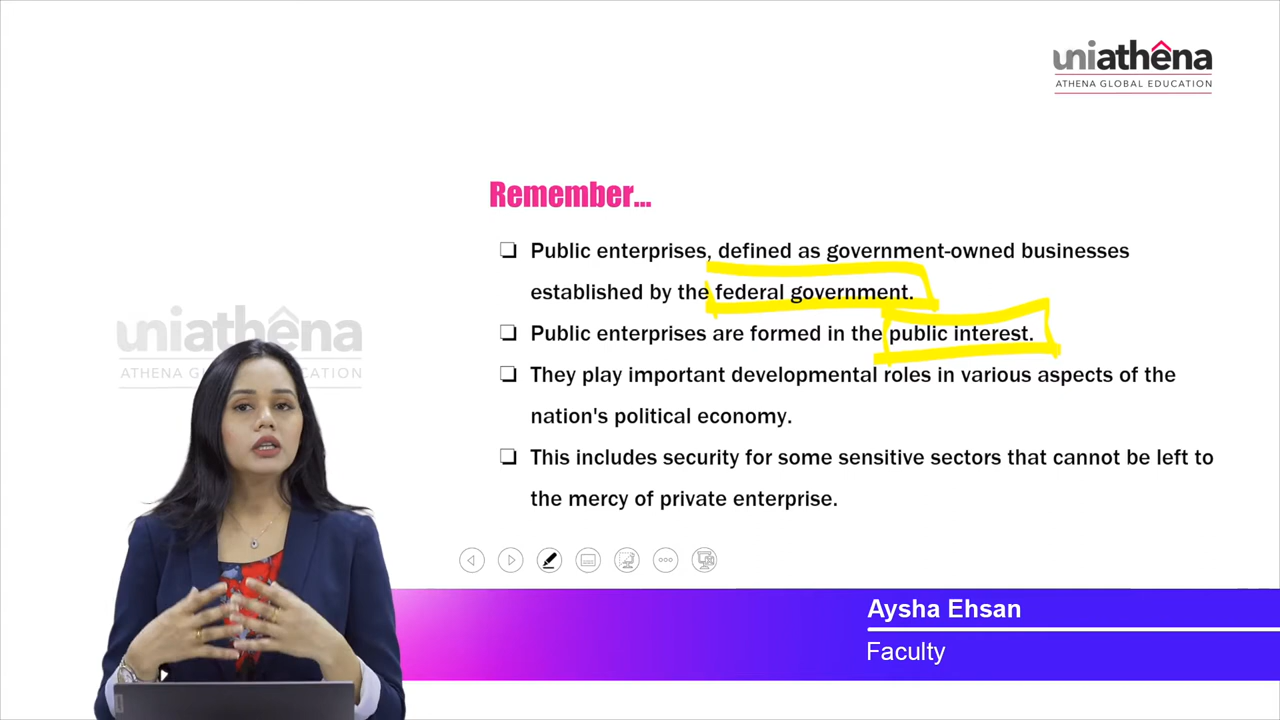 uniathena
ATHENA GLOBAL EDUCATION
Remember...
Public enterprises, defined as government-owned businesses
established by the federal government.
Public enterprises are formed in the public interest.
They play important developmental roles in various aspects of the
nation's political economy.
This includes security for some sensitive sectors that cannot be left to
the mercy of private enterprise.
uniathena
ATHENA EDUCATION
Aysha Ehsan
Faculty